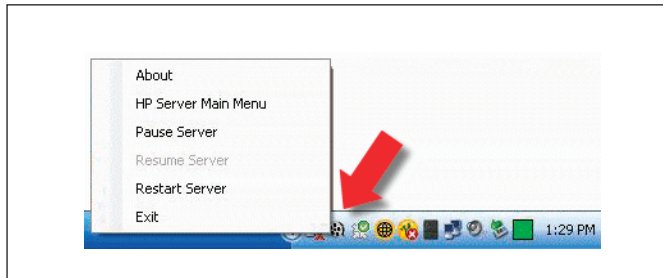 About
HP Server Main Menu
Pause Server
Resume Server
Restart Server
Exit
1:29 PM